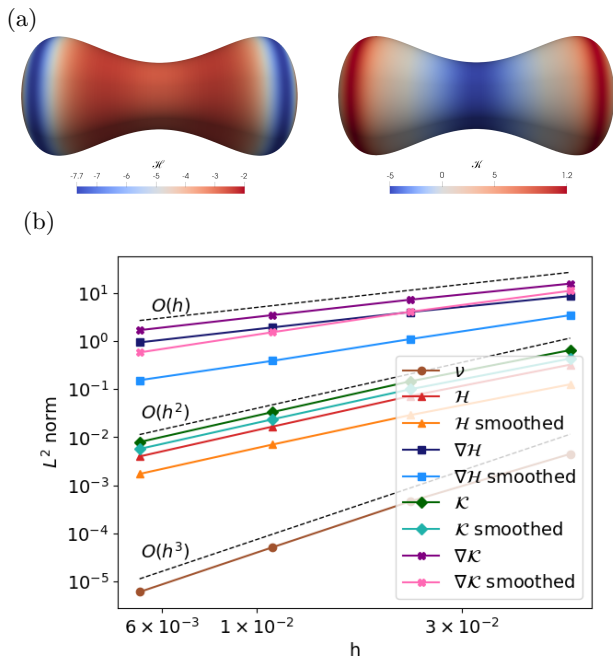 (a)
ℋ
-7.7 -7 -6 -5 -4 -3 -2
𝒦
-5 0 5 1.2
(b)
10¹
10⁰
10⁻¹
10⁻²
10⁻³
10⁻⁴
10⁻⁵
L² norm
O(h)
O(h²)
O(h³)
ν
ℋ
ℋ smoothed
∇ℋ
∇ℋ smoothed
𝒦
𝒦 smoothed
∇𝒦
∇𝒦 smoothed
6 × 10⁻³ 1 × 10⁻² 3 × 10⁻²
h